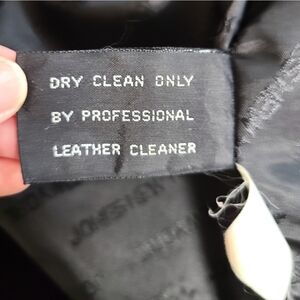 DRY CLEAN ONLY
BY PROFESSIONAL
LEATHER CLEANER